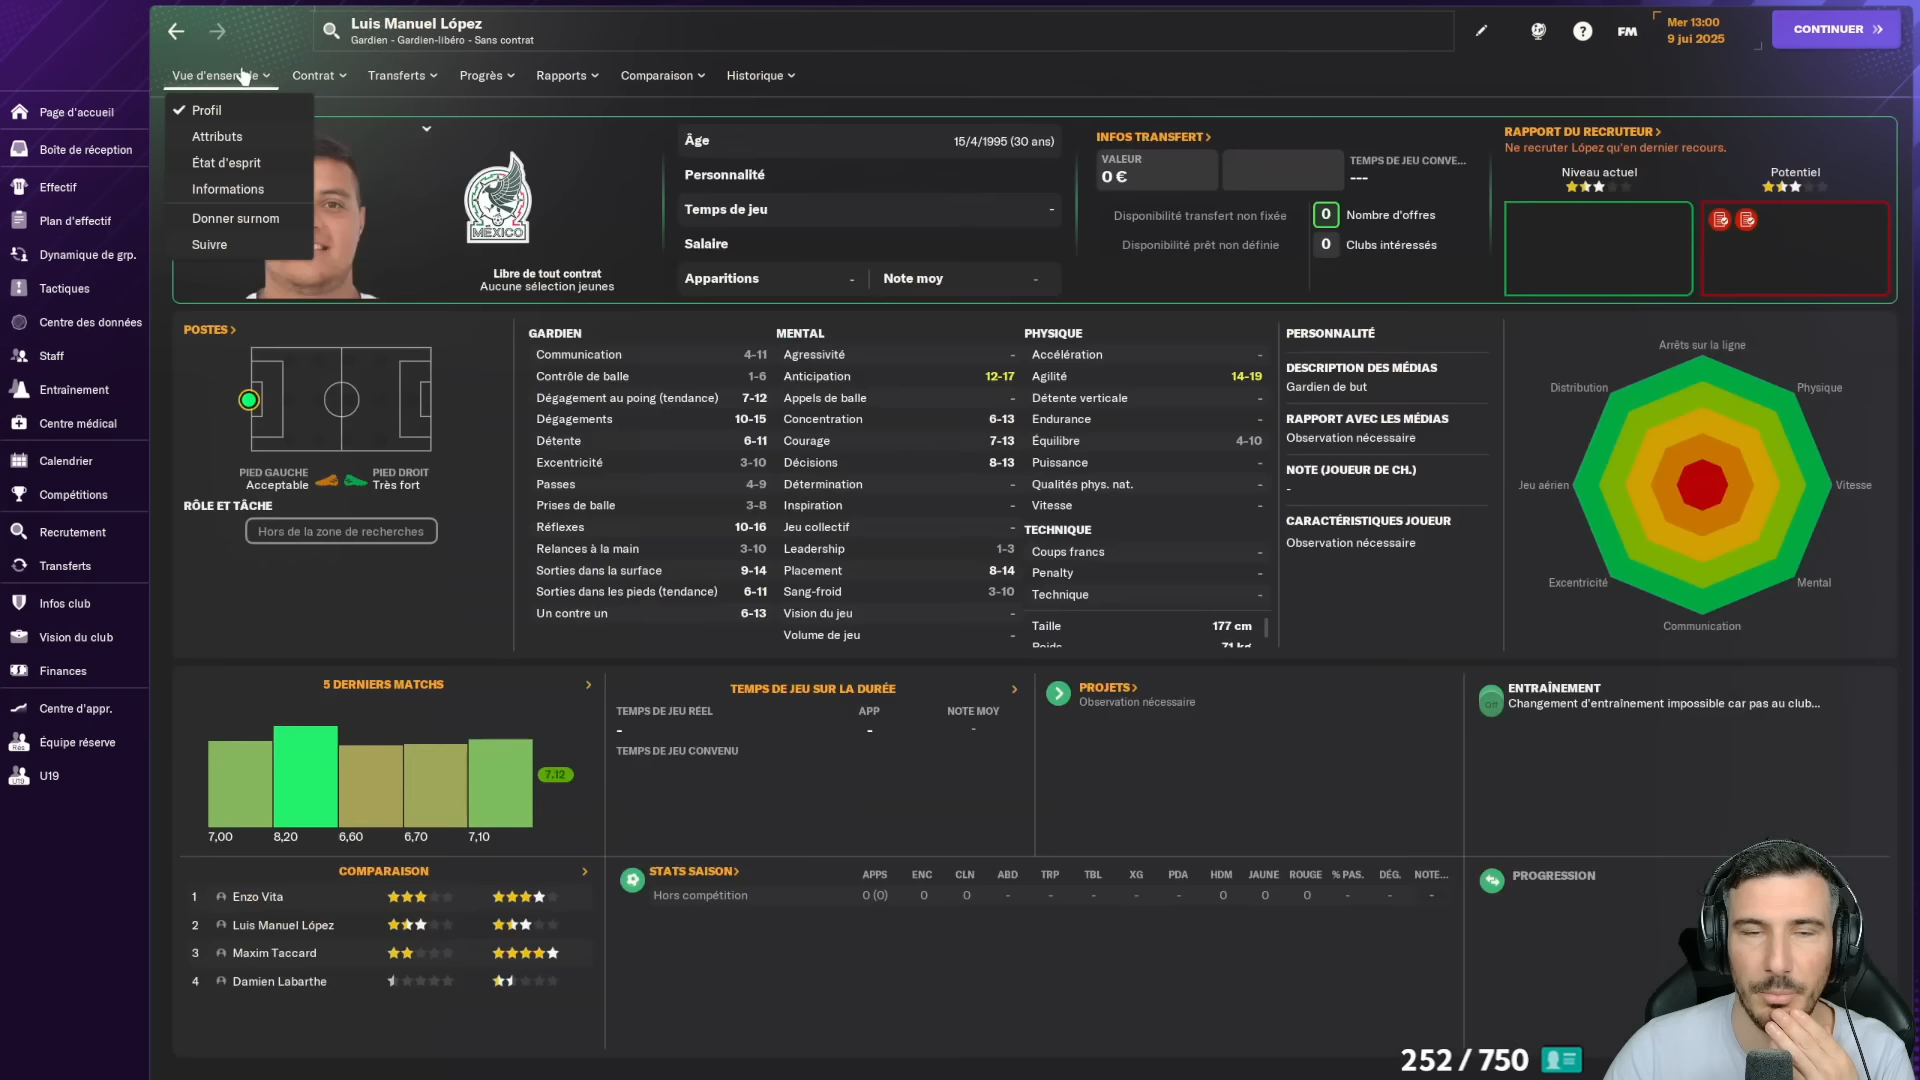 Luis Manuel López
Gardien - Gardien-libéro - Sans contrat
FM
Mer 13:00
9 jui 2025
CONTINUER
Contrat
Transferts
Progrès
Rapports
Comparaison
Historique
Profil
Attributs
État d'esprit
Informations
Donner surnom
Suivre
Page d'accueil
Boîte de réception
Effectif
Plan d'effectif
Dynamique de grp.
Tactiques
Centre des données
Staff
Entraînement
Centre médical
Calendrier
Compétitions
Recrutement
Transferts
Infos club
Vision du club
Finances
Centre d'appr.
Équipe réserve
U19
MÉXICO
Libre de tout contrat
Aucune sélection jeunes
Âge 15/4/1995 (30 ans)
Personnalité
Temps de jeu -
Salaire
Apparitions - Note moy -
INFOS TRANSFERT
VALEUR
0 €
TEMPS DE JEU CONVE...
---
Disponibilité transfert non fixée
0 Nombre d'offres
Disponibilité prêt non définie
0 Clubs intéressés
RAPPORT DU RECRUTEUR
Ne recruter López qu'en dernier recours.
Niveau actuel
Potentiel
POSTES
PIED GAUCHE
Acceptable
PIED DROIT
Très fort
RÔLE ET TÂCHE
Hors de la zone de recherches
GARDIEN
Communication 4-11
Contrôle de balle 1-6
Dégagement au poing (tendance) 7-12
Dégagements 10-15
Détente 6-11
Excentricité 3-10
Passes 4-9
Prises de balle 3-8
Réflexes 10-16
Relances à la main 3-10
Sorties dans la surface 9-14
Sorties dans les pieds (tendance) 6-11
Un contre un 6-13
MENTAL
Agressivité -
Anticipation 12-17
Appels de balle -
Concentration 6-13
Courage 7-13
Décisions 8-13
Détermination -
Inspiration -
Jeu collectif -
Leadership 1-3
Placement 8-14
Sang-froid 3-10
Vision du jeu -
Volume de jeu -
PHYSIQUE
Accélération -
Agilité 14-19
Détente verticale -
Endurance -
Équilibre 4-10
Puissance -
Qualités phys. nat. -
Vitesse -
TECHNIQUE
Coups francs -
Penalty -
Technique -
Taille 177 cm
Poids 71 kg
PERSONNALITÉ
DESCRIPTION DES MÉDIAS
Gardien de but
RAPPORT AVEC LES MÉDIAS
Observation nécessaire
NOTE (JOUEUR DE CH.)
-
CARACTÉRISTIQUES JOUEUR
Observation nécessaire
Arrêts sur la ligne
Distribution
Physique
Jeu aérien
Vitesse
Excentricité
Mental
Communication
5 DERNIERS MATCHS
7.12
7,00 8,20 6,60 6,70 7,10
TEMPS DE JEU SUR LA DURÉE
TEMPS DE JEU RÉEL APP NOTE MOY
- - -
TEMPS DE JEU CONVENU
PROJETS
Observation nécessaire
Off
ENTRAÎNEMENT
Changement d'entraînement impossible car pas au club...
COMPARAISON
1 Enzo Vita
2 Luis Manuel López
3 Maxim Taccard
4 Damien Labarthe
STATS SAISON APPS ENC CLN ABD TRP TBL XG PDA HDM JAUNE ROUGE % PAS. DÉG. NOTE...
Hors compétition 0 (0) 0 0 - - - - - 0 0 0 - - -
PROGRESSION
252 / 750